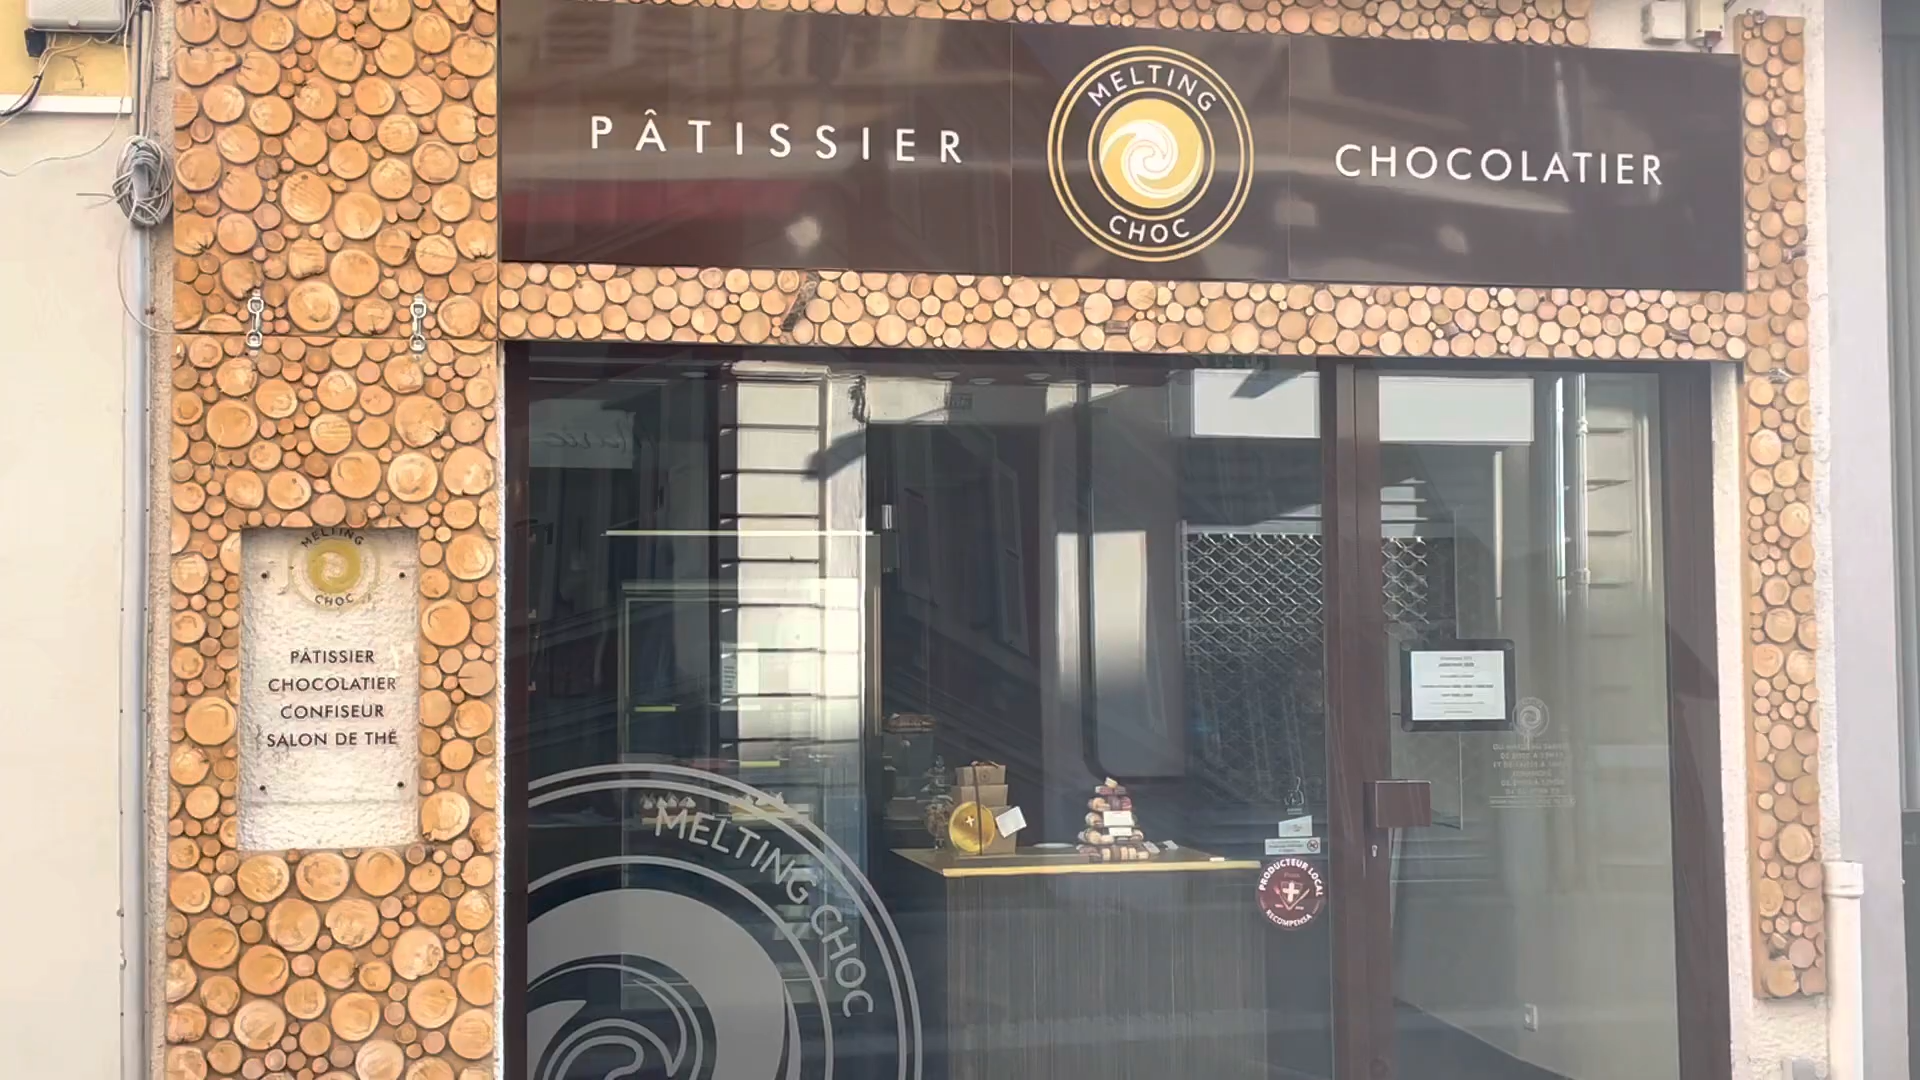 PÂTISSIER
MELTING
CHOC
CHOCOLATIER
MELTING
CHOC
PÂTISSIER
CHOCOLATIER
CONFISEUR
SALON DE THÉ
MELTING CHOC
PRODUCTEUR LOCAL
RECOMPENSA